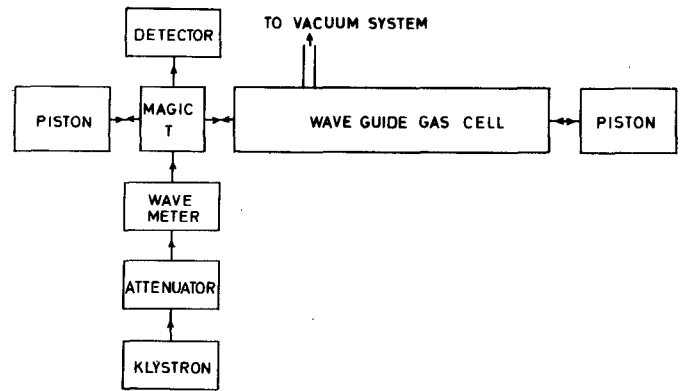 DETECTOR
TO VACUUM SYSTEM
PISTON
MAGIC
T
WAVE GUIDE GAS CELL
PISTON
WAVE
METER
ATTENUATOR
KLYSTRON